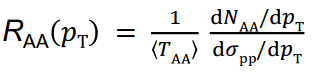 R_AA(p_T) = 1/⟨T_AA⟩ dN_AA/dp_T / dσ_pp/dp_T